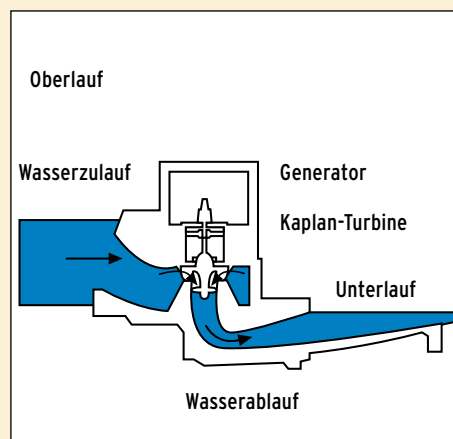 Oberlauf
Wasserzulauf
Generator
Kaplan-Turbine
Unterlauf
Wasserablauf